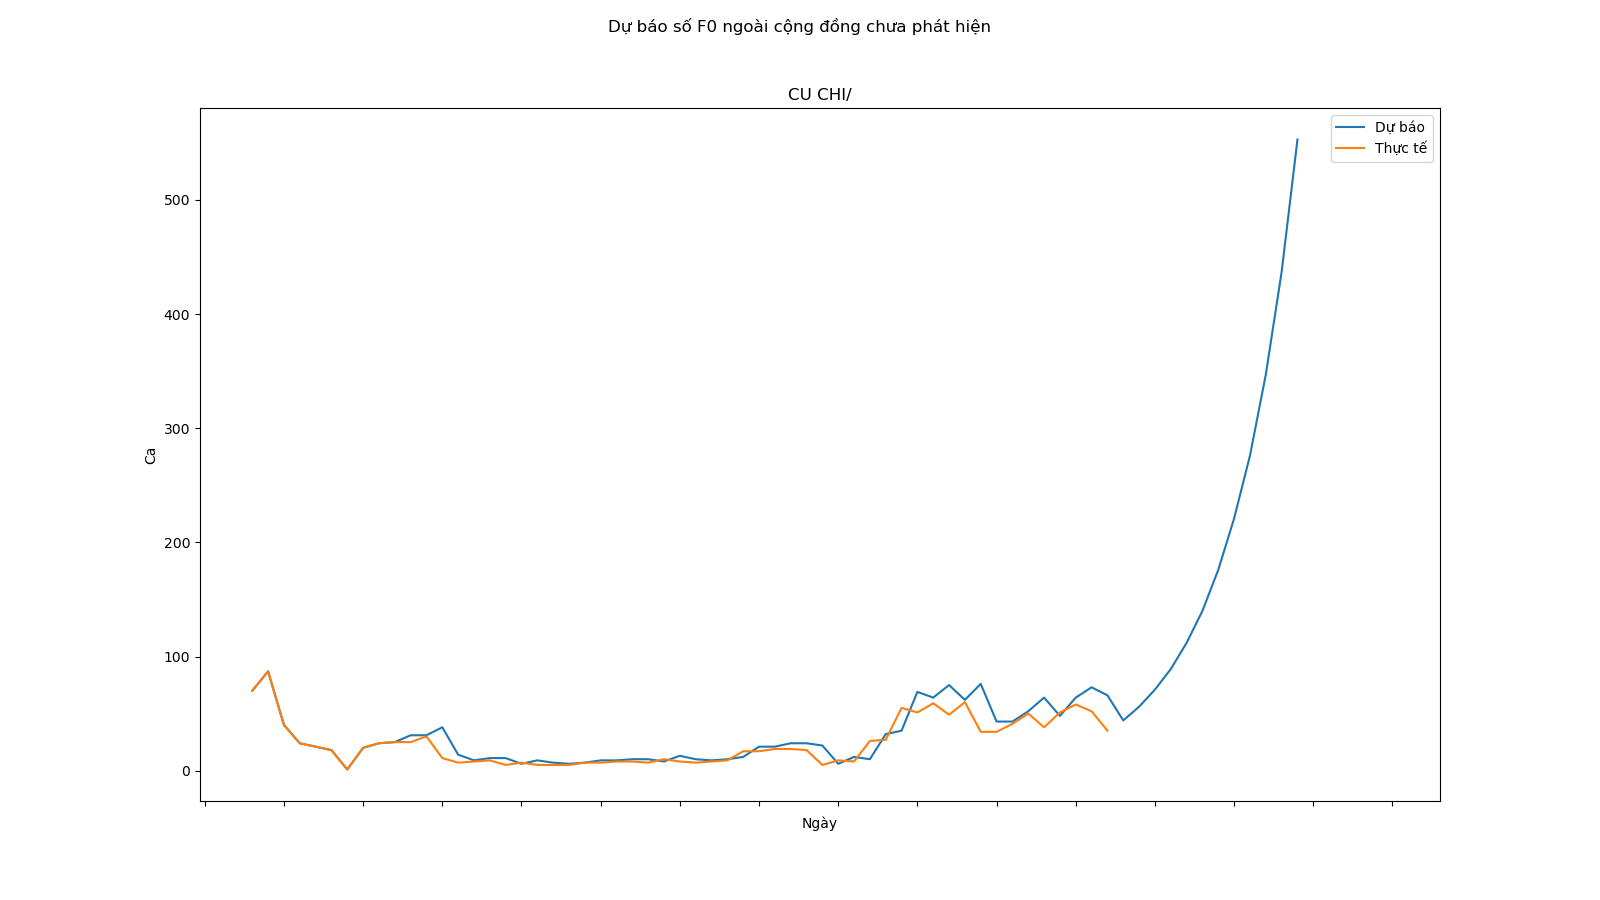 Dự báo số F0 ngoài cộng đồng chưa phát hiện
CU CHI/
Dự báo
Thực tế
500
400
300
200
100
0
Ca
Ngày